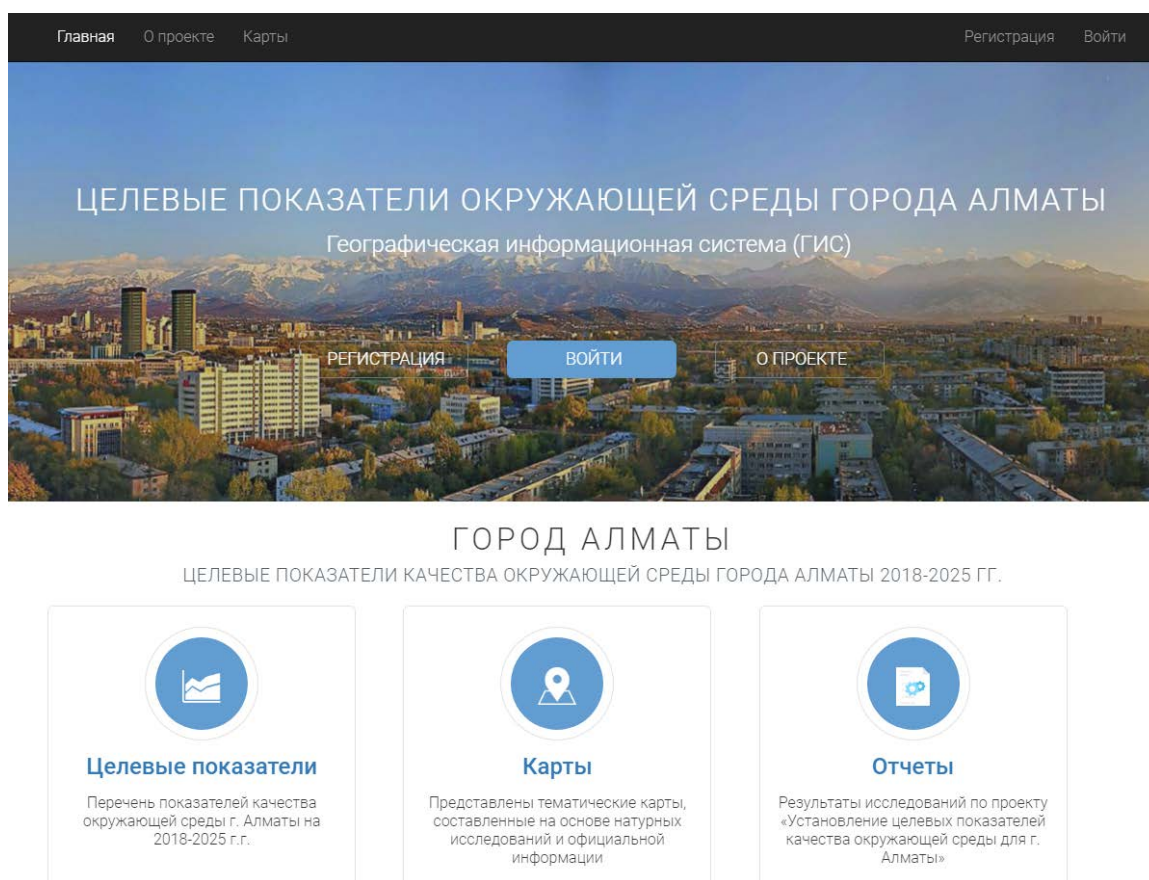 Главная О проекте Карты Регистрация Войти
ЦЕЛЕВЫЕ ПОКАЗАТЕЛИ ОКРУЖАЮЩЕЙ СРЕДЫ ГОРОДА АЛМАТЫ
Географическая информационная система (ГИС)
РЕГИСТРАЦИЯ ВОЙТИ О ПРОЕКТЕ
ГОРОД АЛМАТЫ
ЦЕЛЕВЫЕ ПОКАЗАТЕЛИ КАЧЕСТВА ОКРУЖАЮЩЕЙ СРЕДЫ ГОРОДА АЛМАТЫ 2018-2025 ГГ.
Целевые показатели
Перечень показателей качества
окружающей среды г. Алматы на
2018-2025 г.г.
Карты
Представлены тематические карты,
составленные на основе натурных
исследований и официальной
информации
Отчеты
Результаты исследований по проекту
«Установление целевых показателей
качества окружающей среды для г.
Алматы»